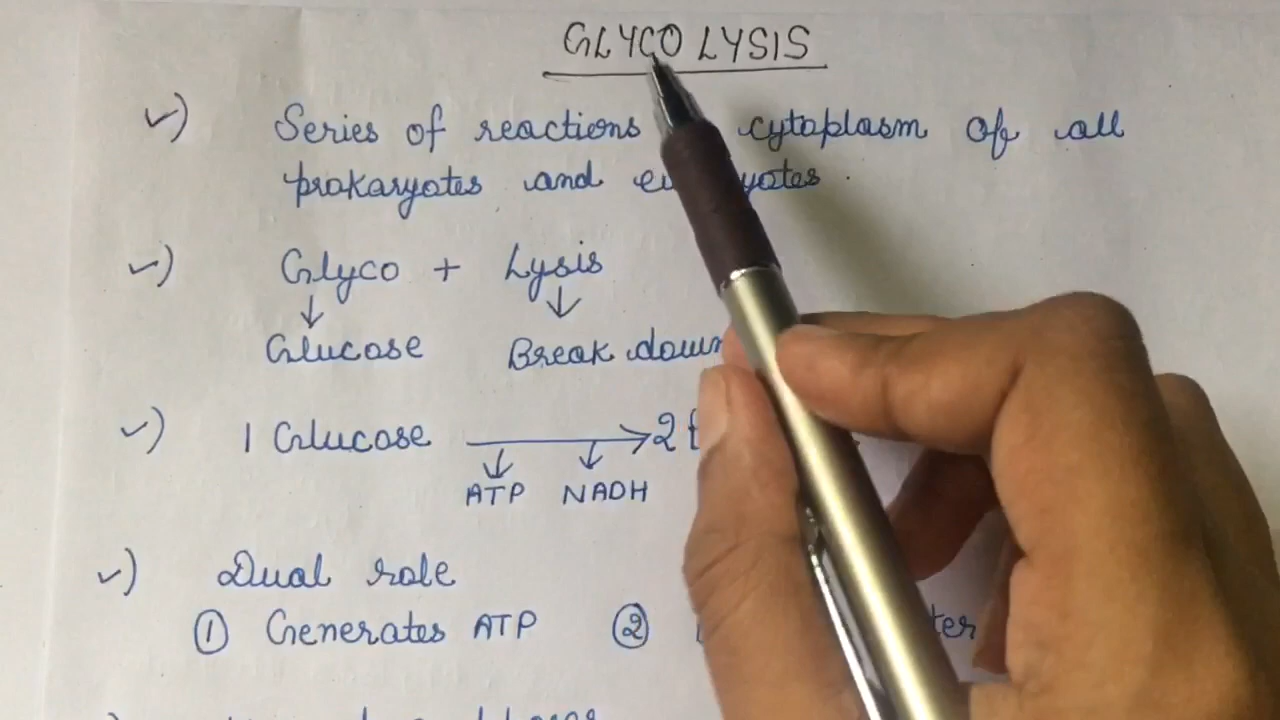 GLYCOLYSIS
✓) Series of reactions cytoplasm of all
prokaryotes and
✓) Glyco + Lysis
↓ ↓
Glucose Break down
✓) 1 Glucose → 2
↓ ↓
ATP NADH
✓) Dual role
① Generates ATP ②